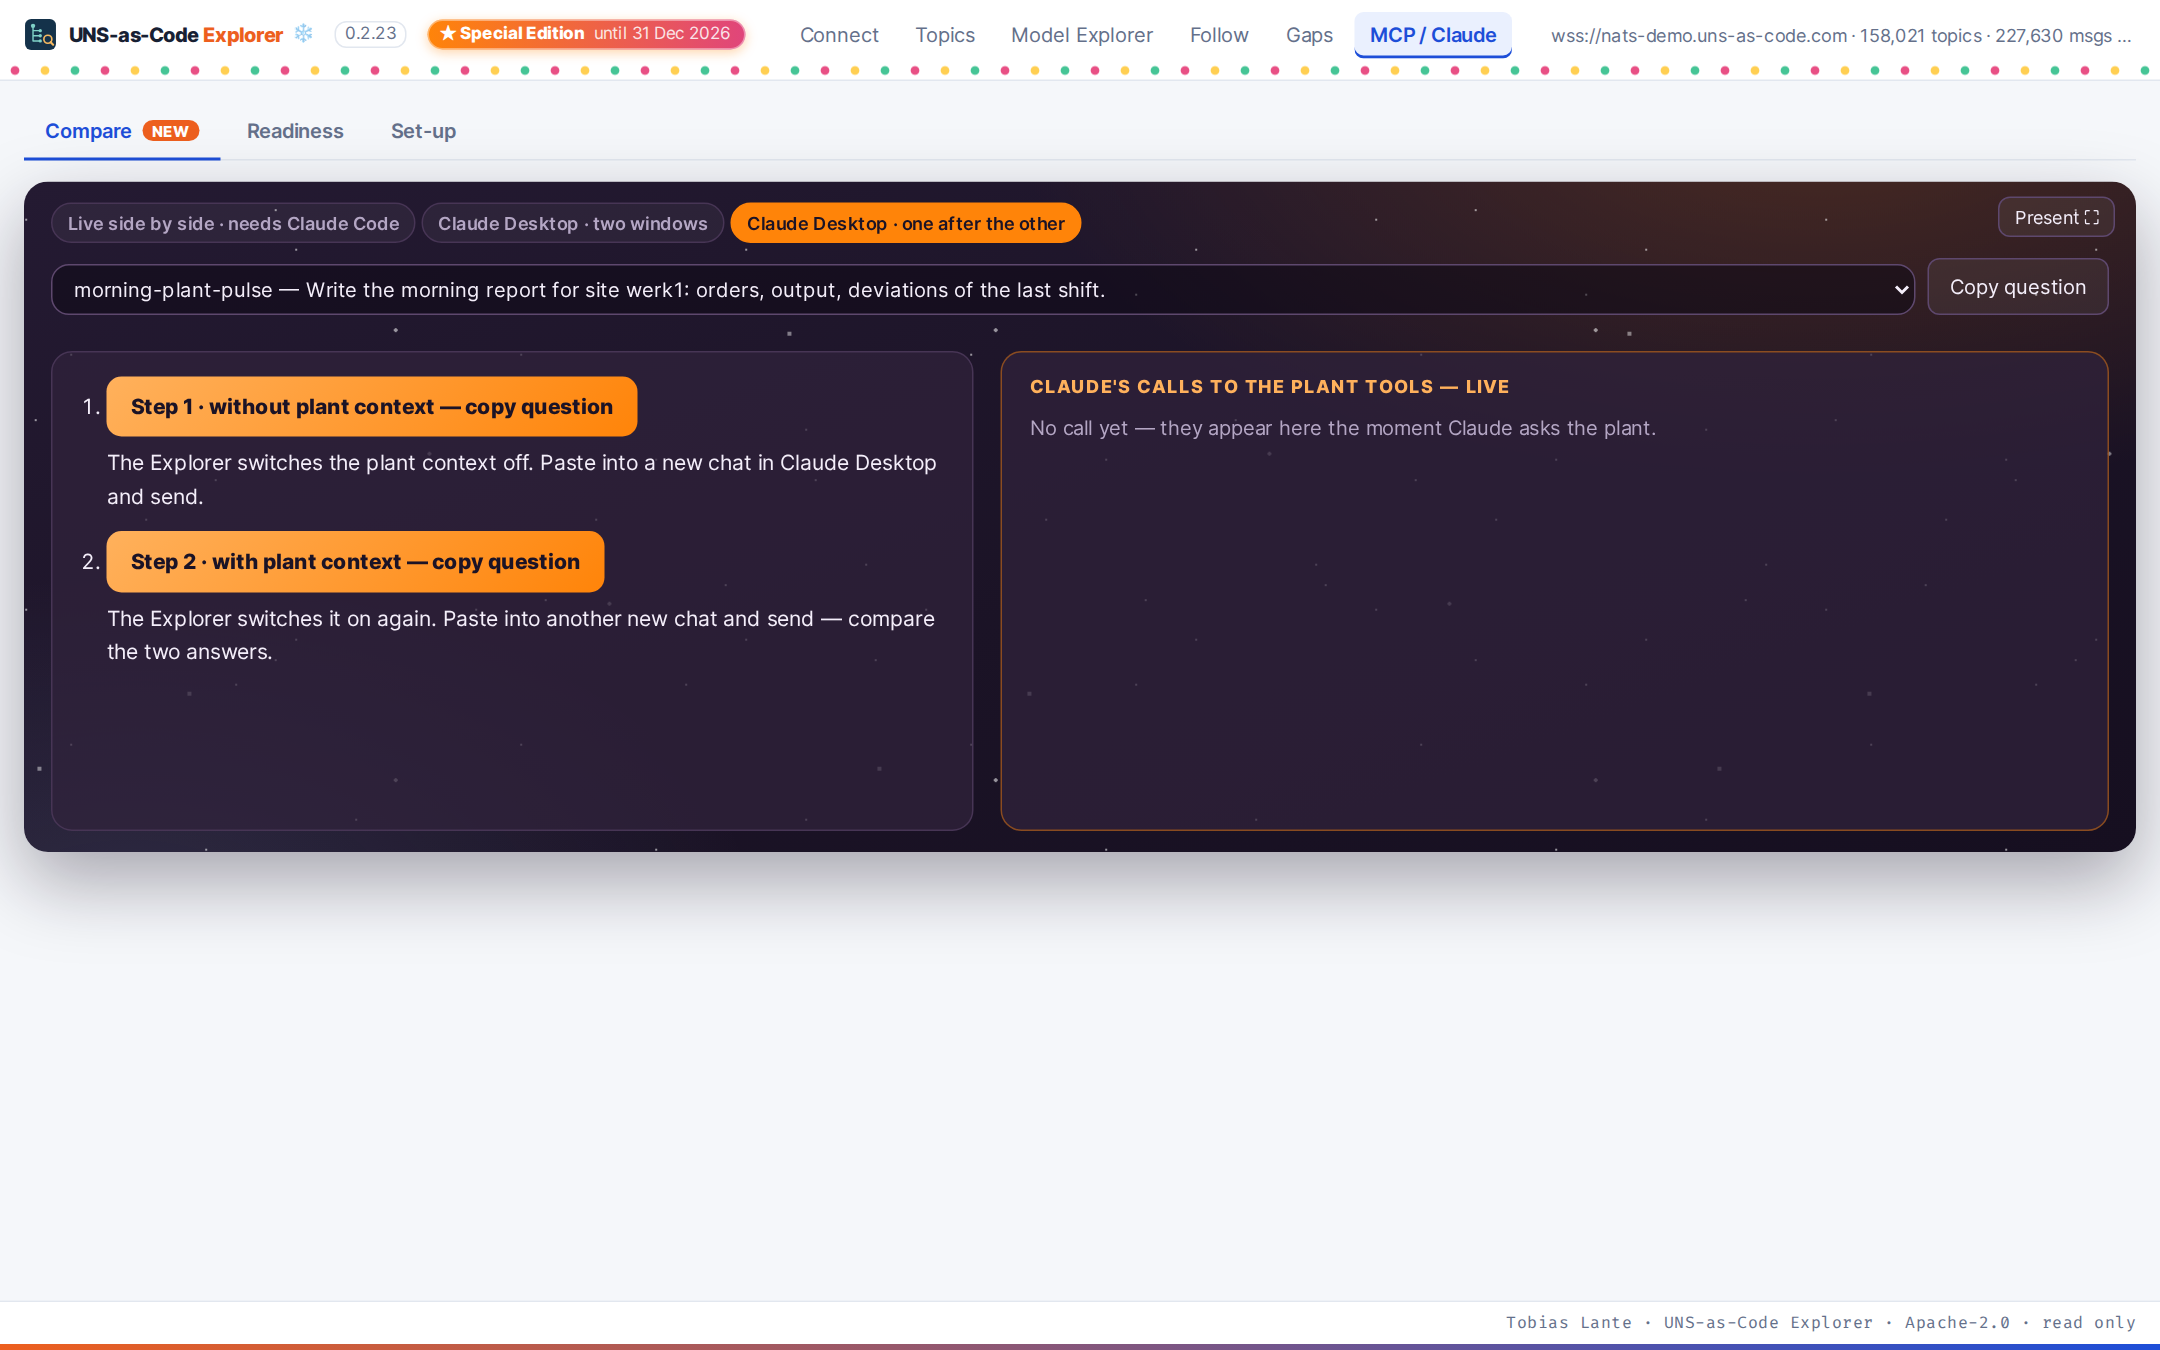 UNS-as-Code Explorer 0.2.23 ★ Special Edition until 31 Dec 2026 Connect Topics Model Explorer Follow Gaps MCP / Claude wss://nats-demo.uns-as-code.com · 158,021 topics · 227,630 msgs ...
Compare NEW Readiness Set-up
Live side by side · needs Claude Code Claude Desktop · two windows Claude Desktop · one after the other Present
morning-plant-pulse — Write the morning report for site werk1: orders, output, deviations of the last shift. Copy question
1. Step 1 · without plant context — copy question
The Explorer switches the plant context off. Paste into a new chat in Claude Desktop
and send.
2. Step 2 · with plant context — copy question
The Explorer switches it on again. Paste into another new chat and send — compare
the two answers.
CLAUDE'S CALLS TO THE PLANT TOOLS — LIVE
No call yet — they appear here the moment Claude asks the plant.
Tobias Lante · UNS-as-Code Explorer · Apache-2.0 · read only